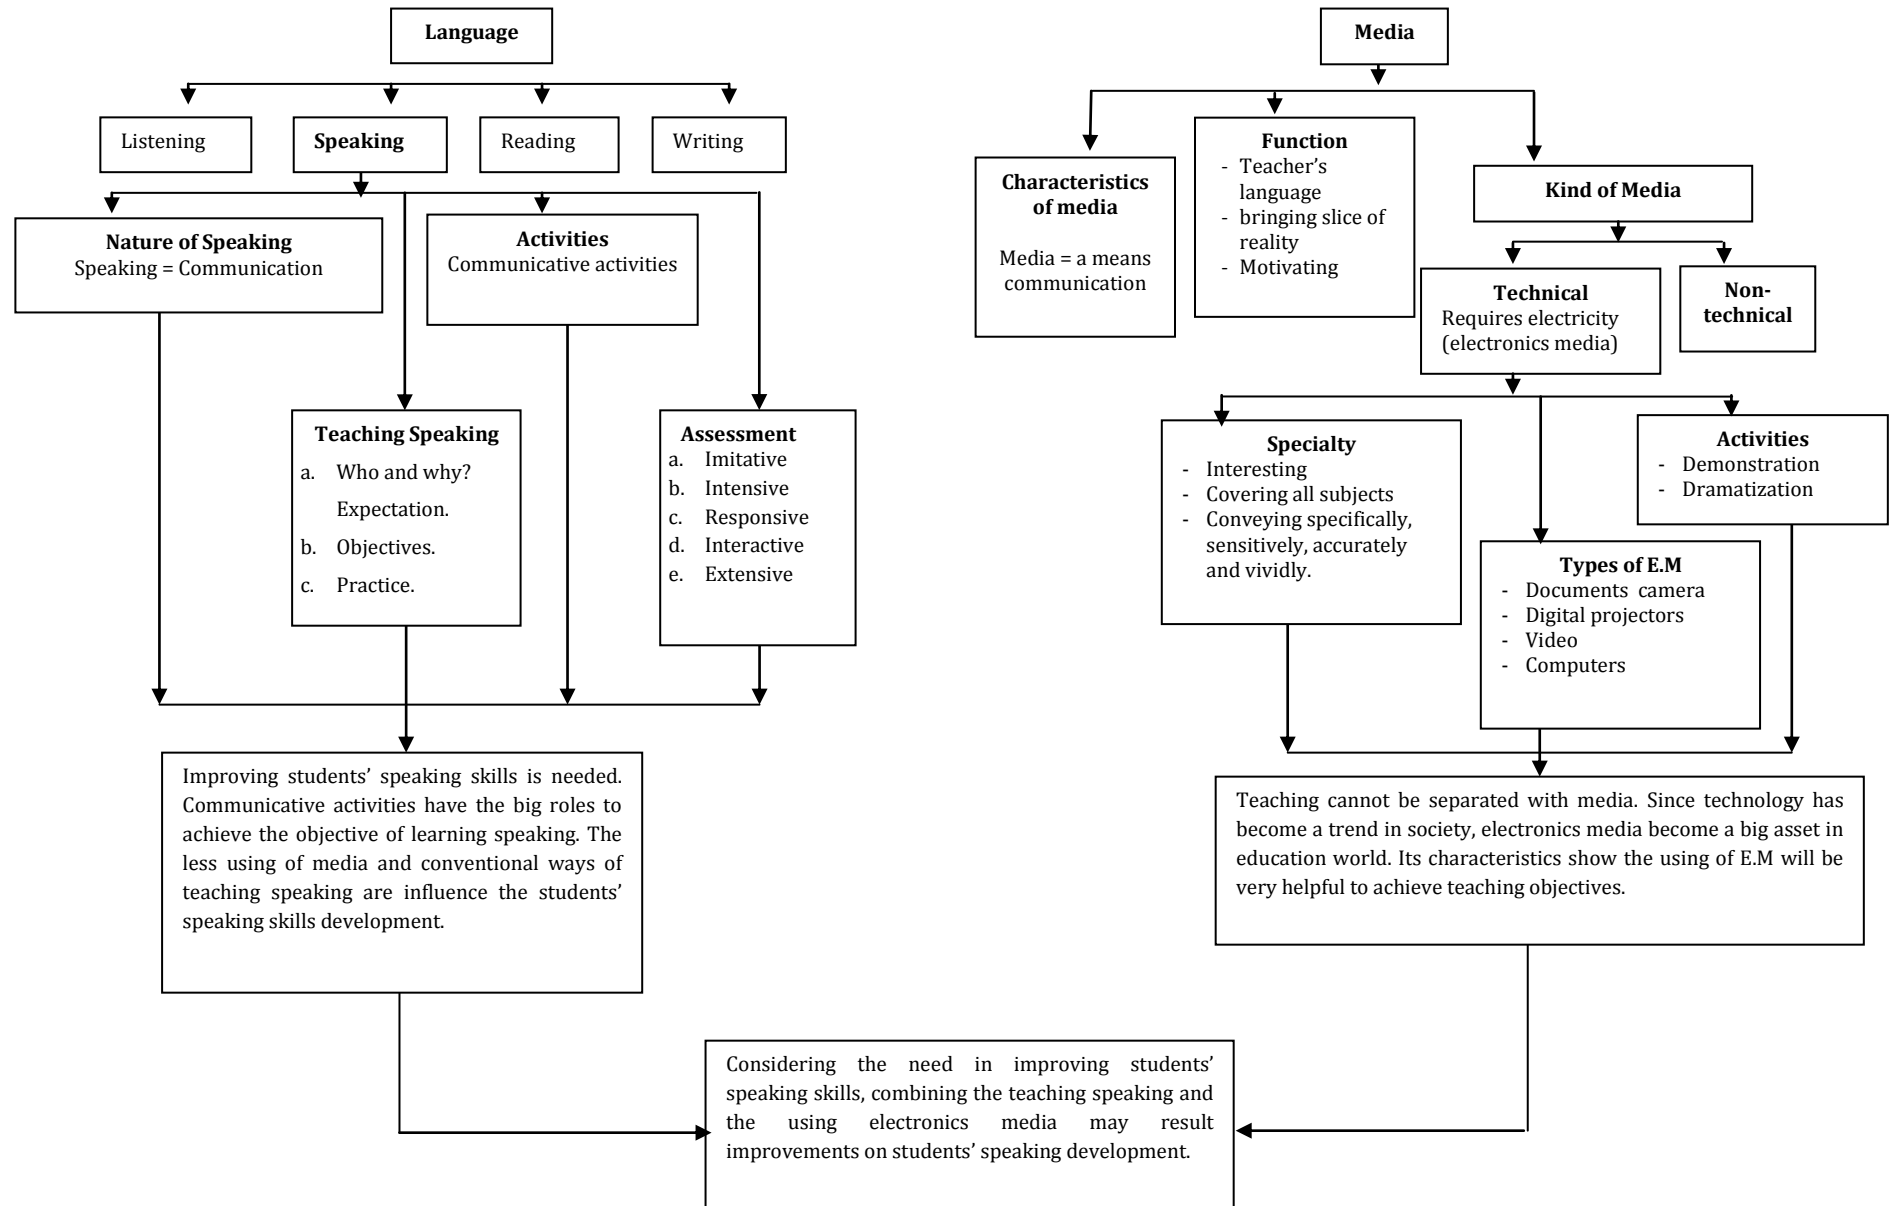 Language
Listening
Speaking
Reading
Writing
Nature of Speaking
Speaking = Communication
Activities
Communicative activities
Teaching Speaking
a. Who and why?
Expectation.
b. Objectives.
c. Practice.
Assessment
a. Imitative
b. Intensive
c. Responsive
d. Interactive
e. Extensive
Improving students’ speaking skills is needed.
Communicative activities have the big roles to
achieve the objective of learning speaking. The
less using of media and conventional ways of
teaching speaking are influence the students’
speaking skills development.
Media
Characteristics
of media
Media = a means
communication
Function
- Teacher’s
language
- bringing slice of
reality
- Motivating
Kind of Media
Technical
Requires electricity
(electronics media)
Non-
technical
Specialty
- Interesting
- Covering all subjects
- Conveying specifically,
sensitively, accurately
and vividly.
Types of E.M
- Documents camera
- Digital projectors
- Video
- Computers
Activities
- Demonstration
- Dramatization
Teaching cannot be separated with media. Since technology has
become a trend in society, electronics media become a big asset in
education world. Its characteristics show the using of E.M will be
very helpful to achieve teaching objectives.
Considering the need in improving students’
speaking skills, combining the teaching speaking and
the using electronics media may result
improvements on students’ speaking development.